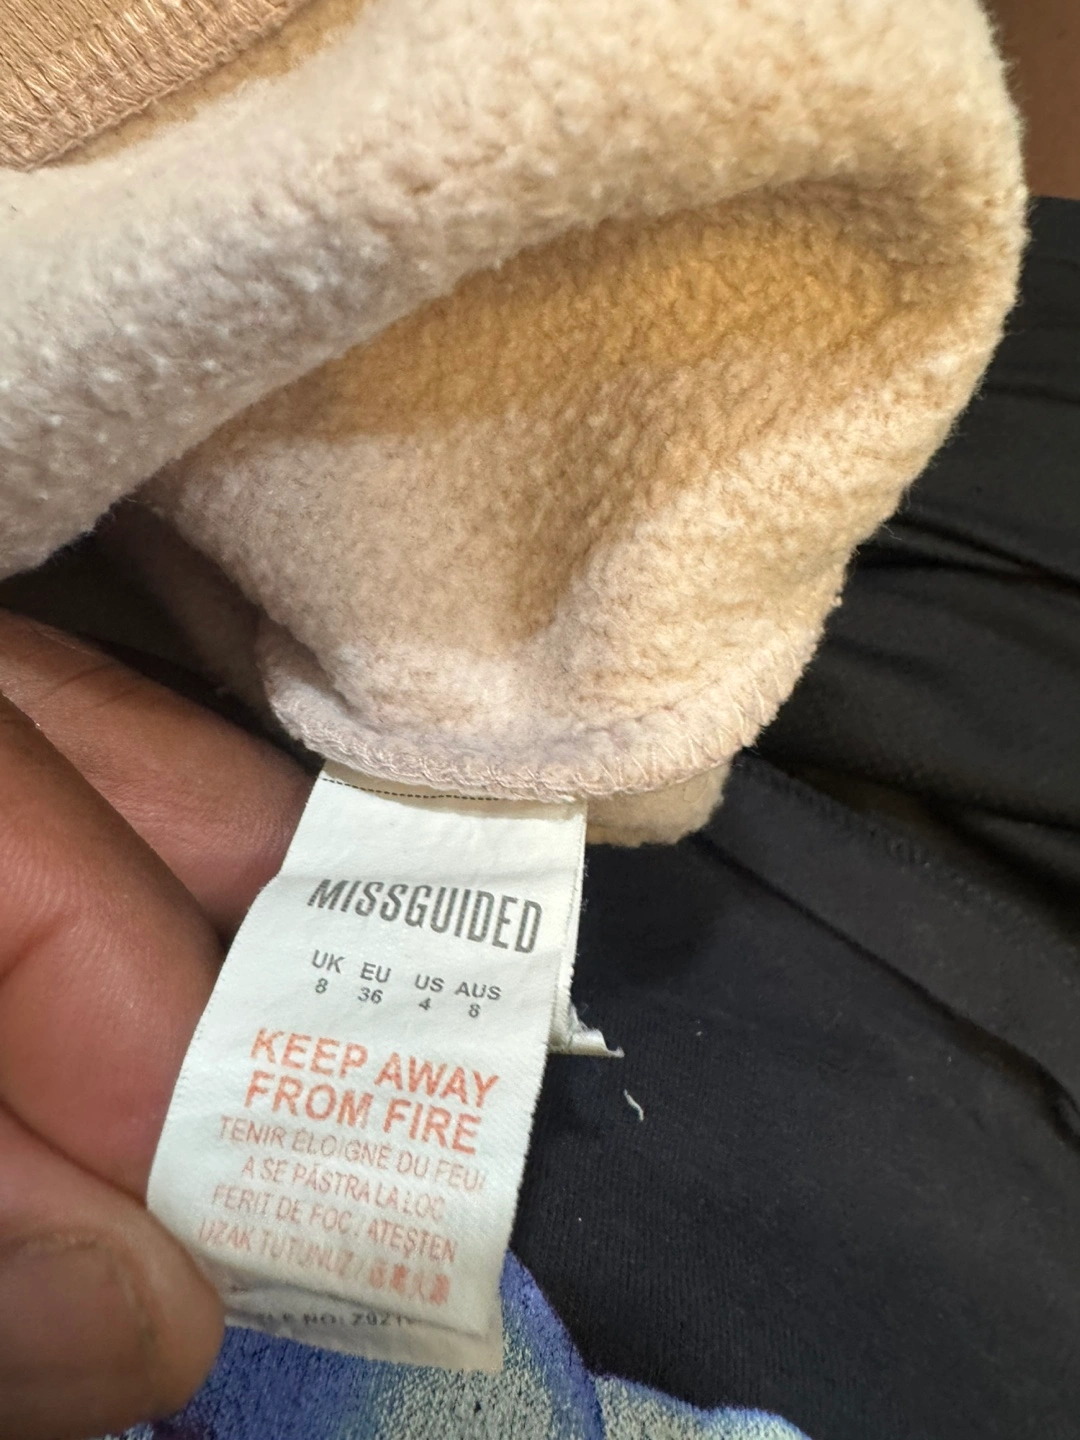 MISSGUIDED
UK EU US AUS
8 36 4 8
KEEP AWAY
FROM FIRE
TENIR ÉLOIGNÉ DU FEU/
A SE PĂSTRA LA LOC
FERIT DE FOC / ATEŞTEN
UZAK TUTUNUZ /
NO: